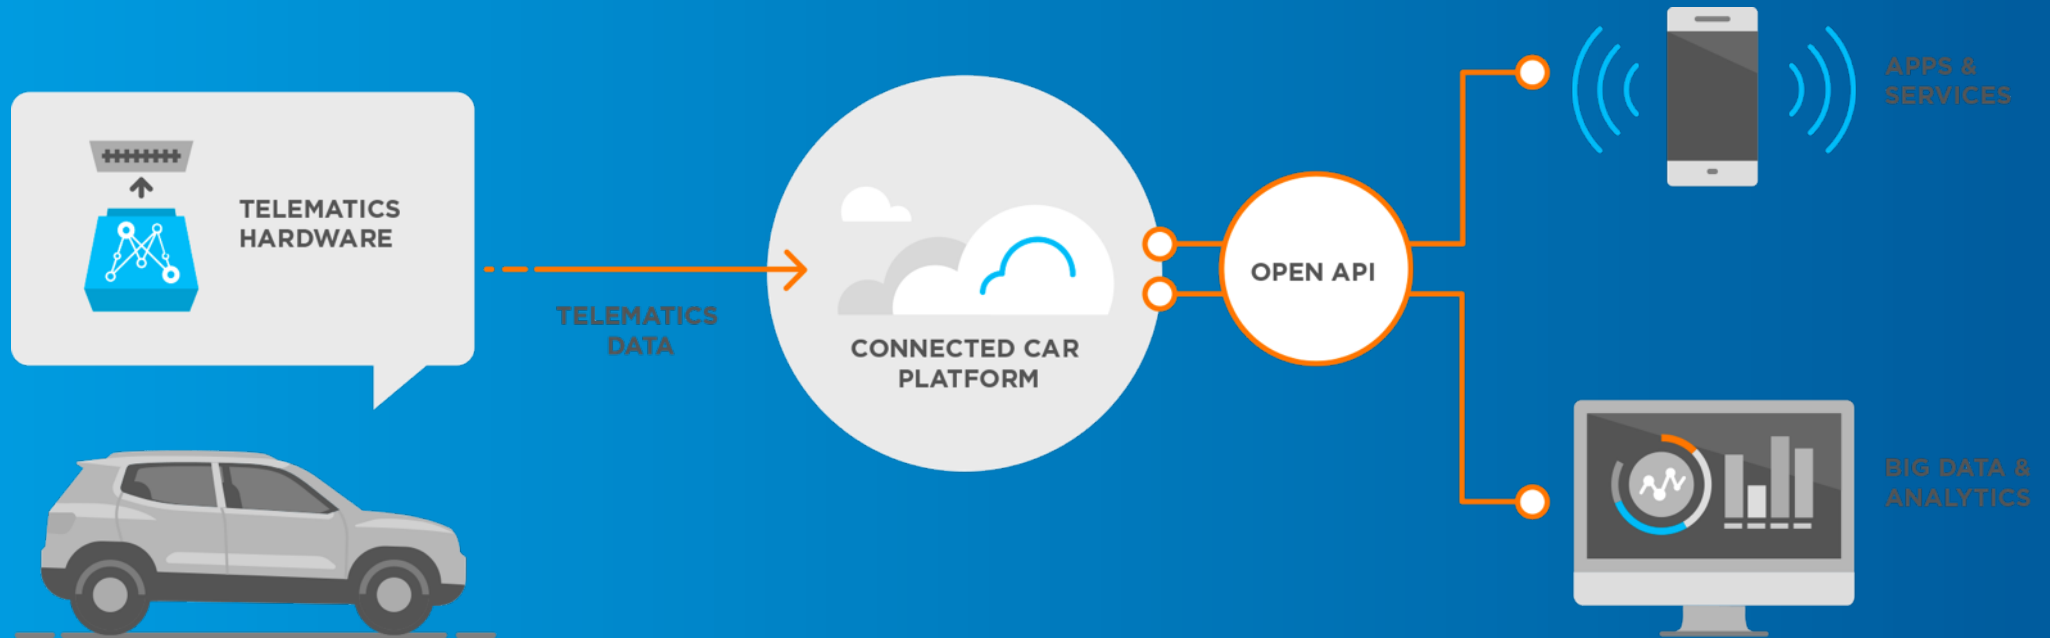 TELEMATICS
HARDWARE
TELEMATICS
DATA
CONNECTED CAR
PLATFORM
OPEN API
APPS &
SERVICES
BIG DATA &
ANALYTICS